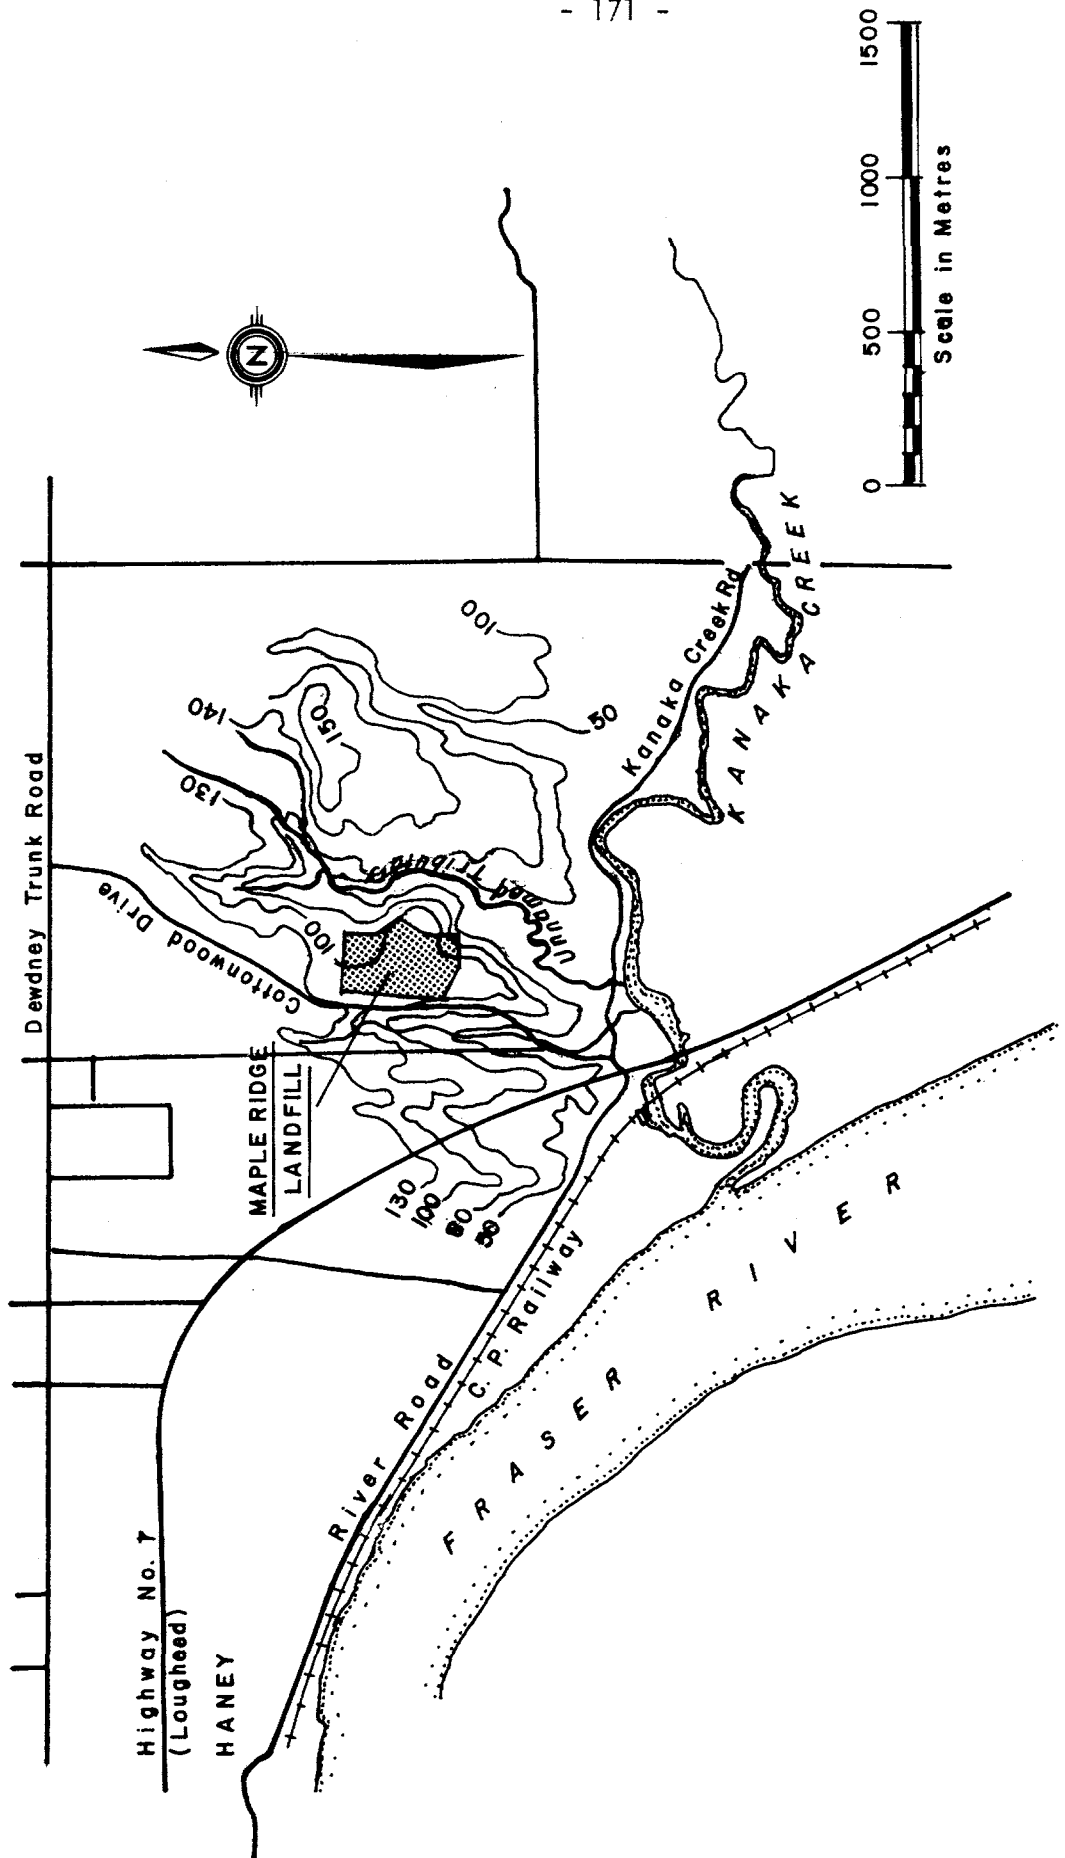 - 171 -
Dewdney Trunk Road
Highway No. 7
(Lougheed)
HANEY
Cottonwood Drive
130
140
150
100
100
50
MAPLE RIDGE
LANDFILL
Unnamed Tributary
130
100
80
50
River Road
C. P. Railway
Kanaka Creek Rd
KANAKA CREEK
FRASER RIVER
N
0 500 1000 1500
Scale in Metres